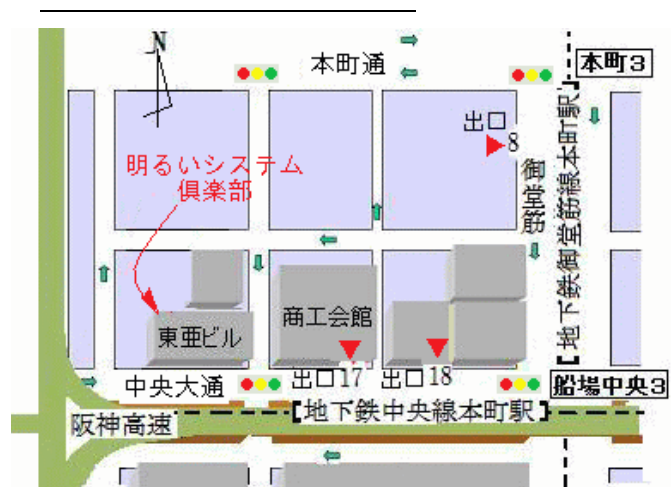 N
本町通
本町3
出口
8
御堂筋
【地下鉄御堂筋線本町駅】
明るいシステム
倶楽部
商工会館
東亜ビル
出口17
出口18
中央大通
船場中央3
【地下鉄中央線本町駅】
阪神高速